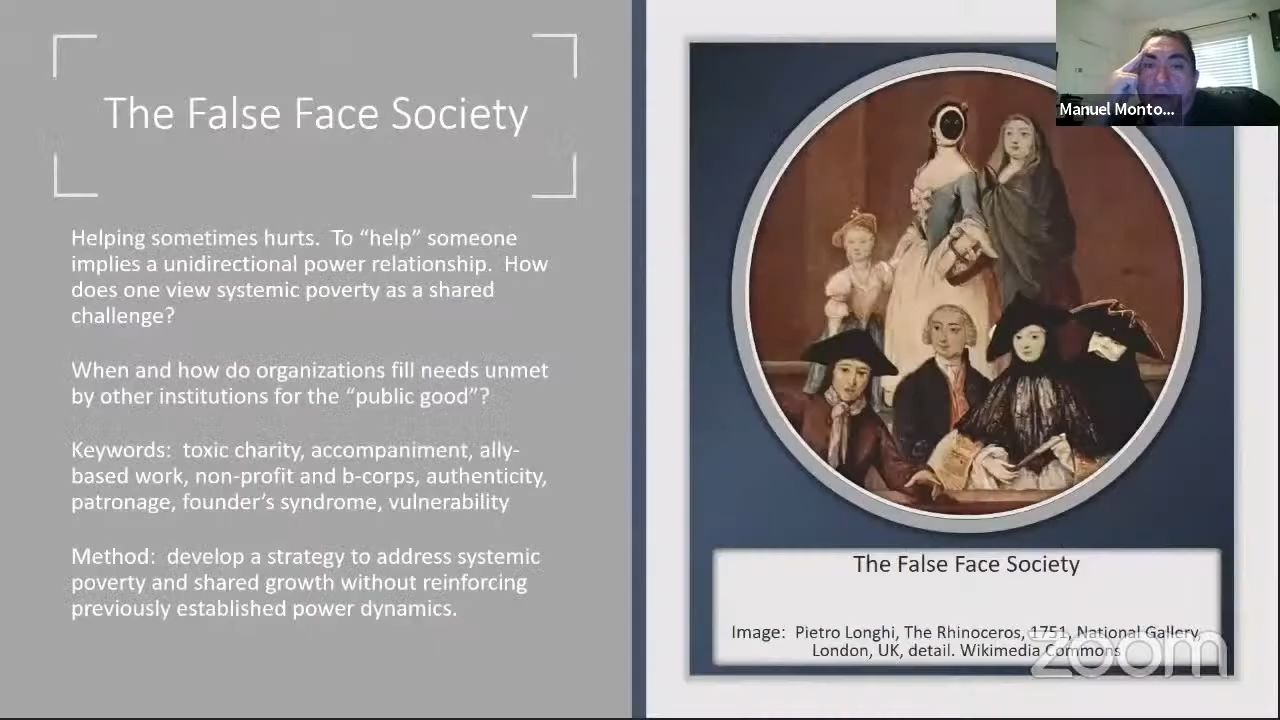 The False Face Society
Helping sometimes hurts.  To “help” someone
implies a unidirectional power relationship.  How
does one view systemic poverty as a shared
challenge?
When and how do organizations fill needs unmet
by other institutions for the “public good”?
Keywords:  toxic charity, accompaniment, ally-
based work, non-profit and b-corps, authenticity,
patronage, founder’s syndrome, vulnerability
Method:  develop a strategy to address systemic
poverty and shared growth without reinforcing
previously established power dynamics.
Manuel Monto...
The False Face Society
Image:  Pietro Longhi, The Rhinoceros, 1751, National Gallery,
London, UK, detail. Wikimedia Commons
zoom